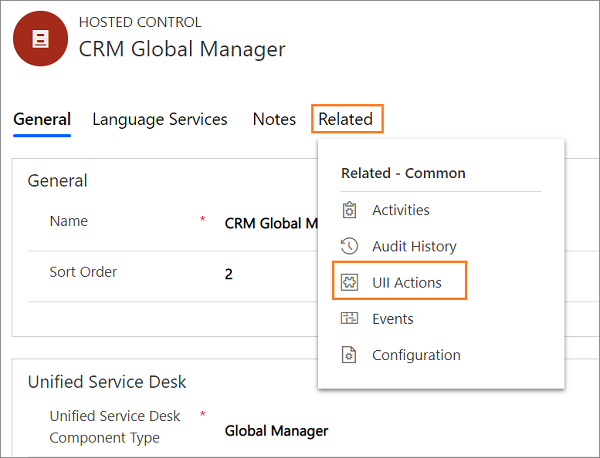 HOSTED CONTROL
CRM Global Manager
General Language Services Notes Related
General
Name * CRM Global M
Sort Order 2
Related - Common
Activities
Audit History
UII Actions
Events
Configuration
Unified Service Desk
Unified Service Desk *
Component Type Global Manager